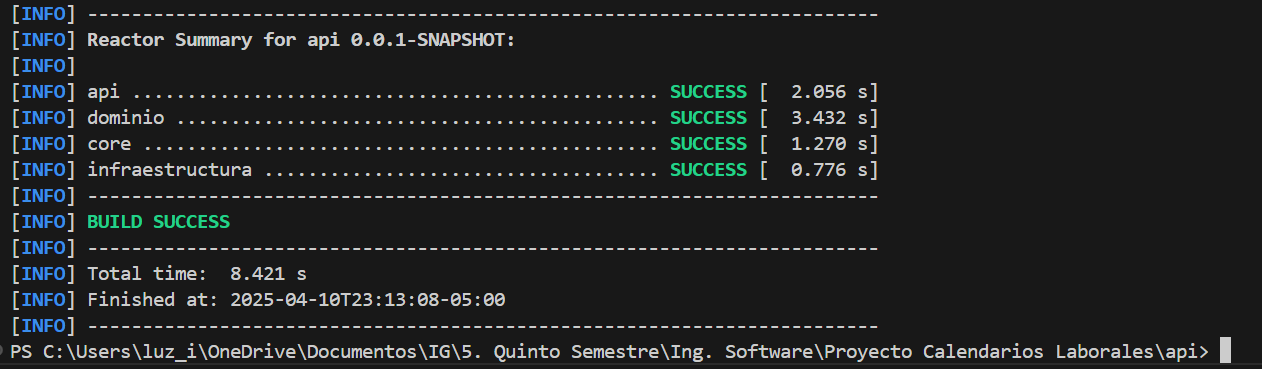 [INFO] ------------------------------------------------------------------------
[INFO] Reactor Summary for api 0.0.1-SNAPSHOT:
[INFO]
[INFO] api ................................................ SUCCESS [  2.056 s]
[INFO] dominio ............................................ SUCCESS [  3.432 s]
[INFO] core ............................................... SUCCESS [  1.270 s]
[INFO] infraestructura .................................... SUCCESS [  0.776 s]
[INFO] ------------------------------------------------------------------------
[INFO] BUILD SUCCESS
[INFO] ------------------------------------------------------------------------
[INFO] Total time:  8.421 s
[INFO] Finished at: 2025-04-10T23:13:08-05:00
[INFO] ------------------------------------------------------------------------
PS C:\Users\luz_i\OneDrive\Documentos\IG\5. Quinto Semestre\Ing. Software\Proyecto Calendarios Laborales\api>